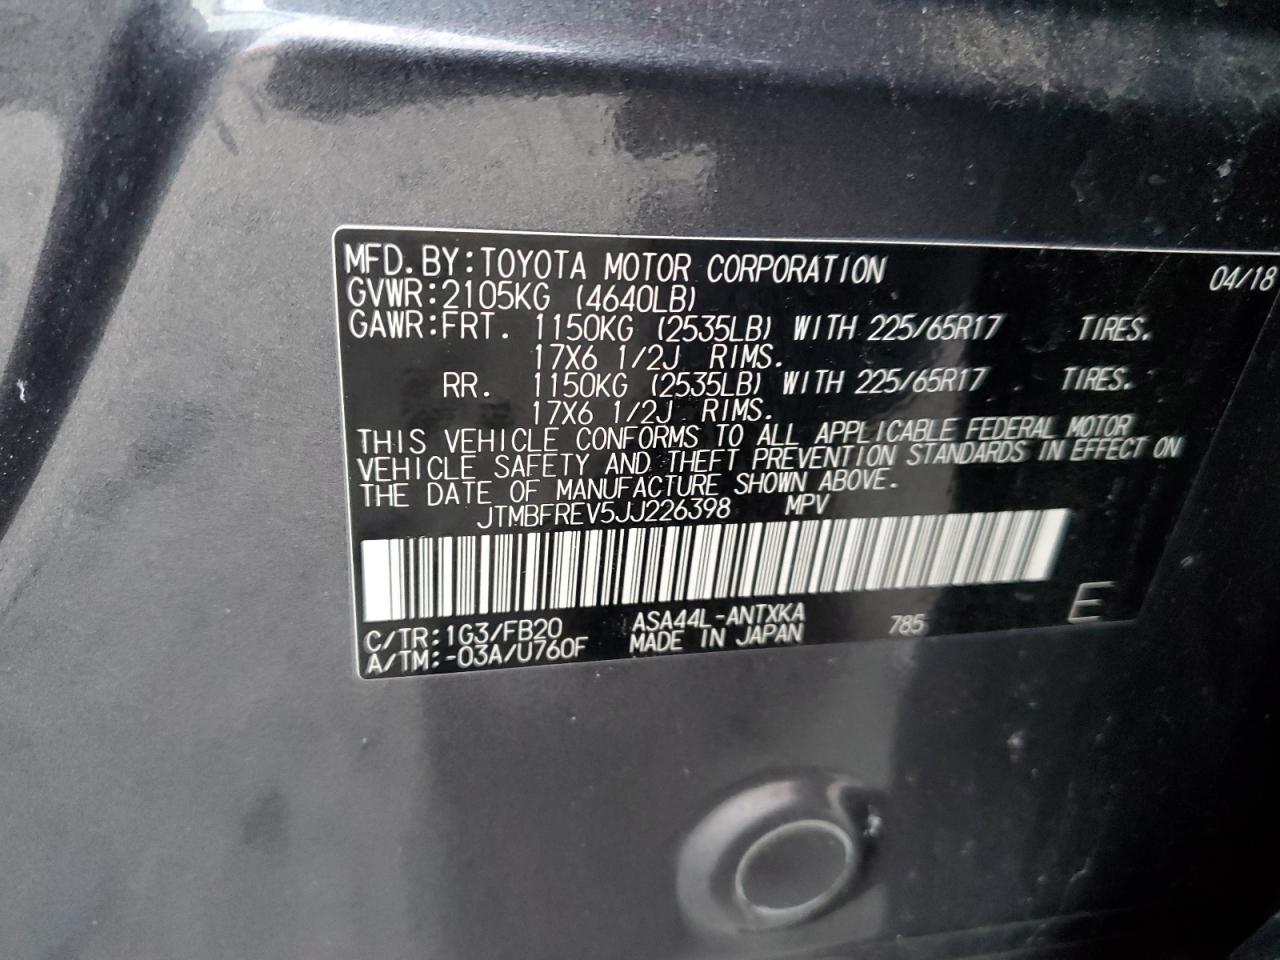 MFD. BY: TOYOTA MOTOR CORPORATION 04/18
GVWR: 2105KG (4640LB)
GAWR: FRT. 1150KG (2535LB) WITH 225/65R17 TIRES.
17X6 1/2J RIMS.
RR. 1150KG (2535LB) WITH 225/65R17 TIRES.
17X6 1/2J RIMS.
THIS VEHICLE CONFORMS TO ALL APPLICABLE FEDERAL MOTOR
VEHICLE SAFETY AND THEFT PREVENTION STANDARDS IN EFFECT ON
THE DATE OF MANUFACTURE SHOWN ABOVE.
JTMBFREV5JJ226398 MPV
C/TR: 1G3/FB20 ASA44L-ANTXKA 785 E
A/TM: -03A/U760F MADE IN JAPAN